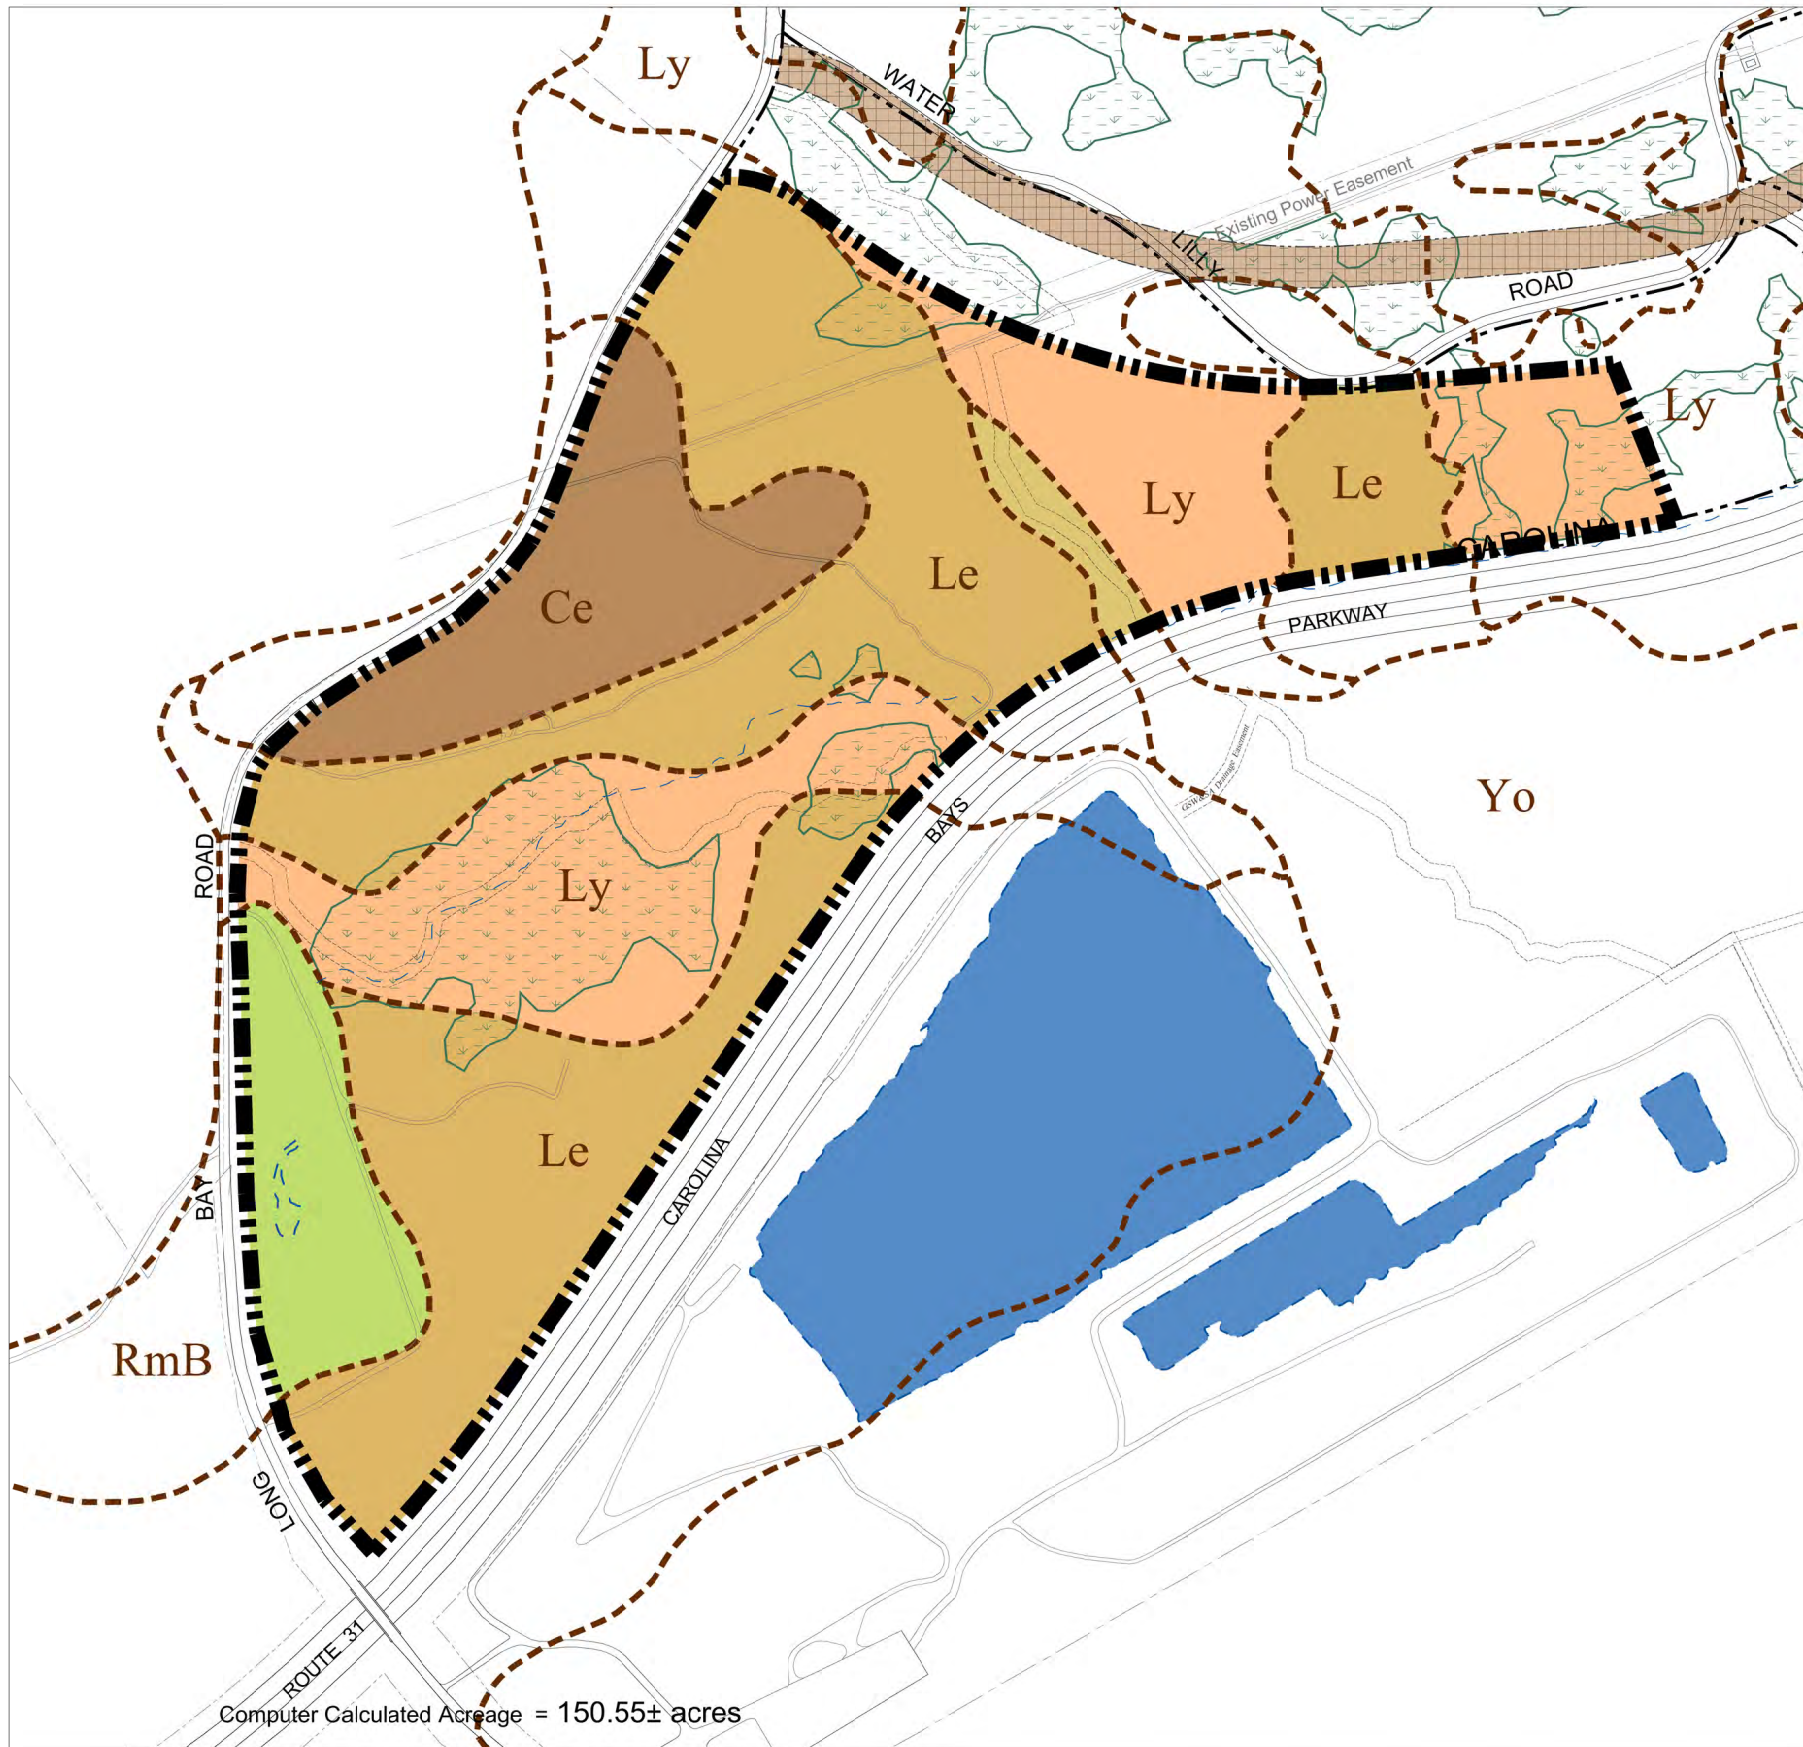 Ly
WATER
Existing Power Easement
LILLY
ROAD
Ly
Ly
Le
CAROLINA
Le
Ce
PARKWAY
Yo
BAYS
ROAD
Ly
Le
CAROLINA
BAY
RmB
LONG
ROUTE 31
Computer Calculated Acreage = 150.55± acres